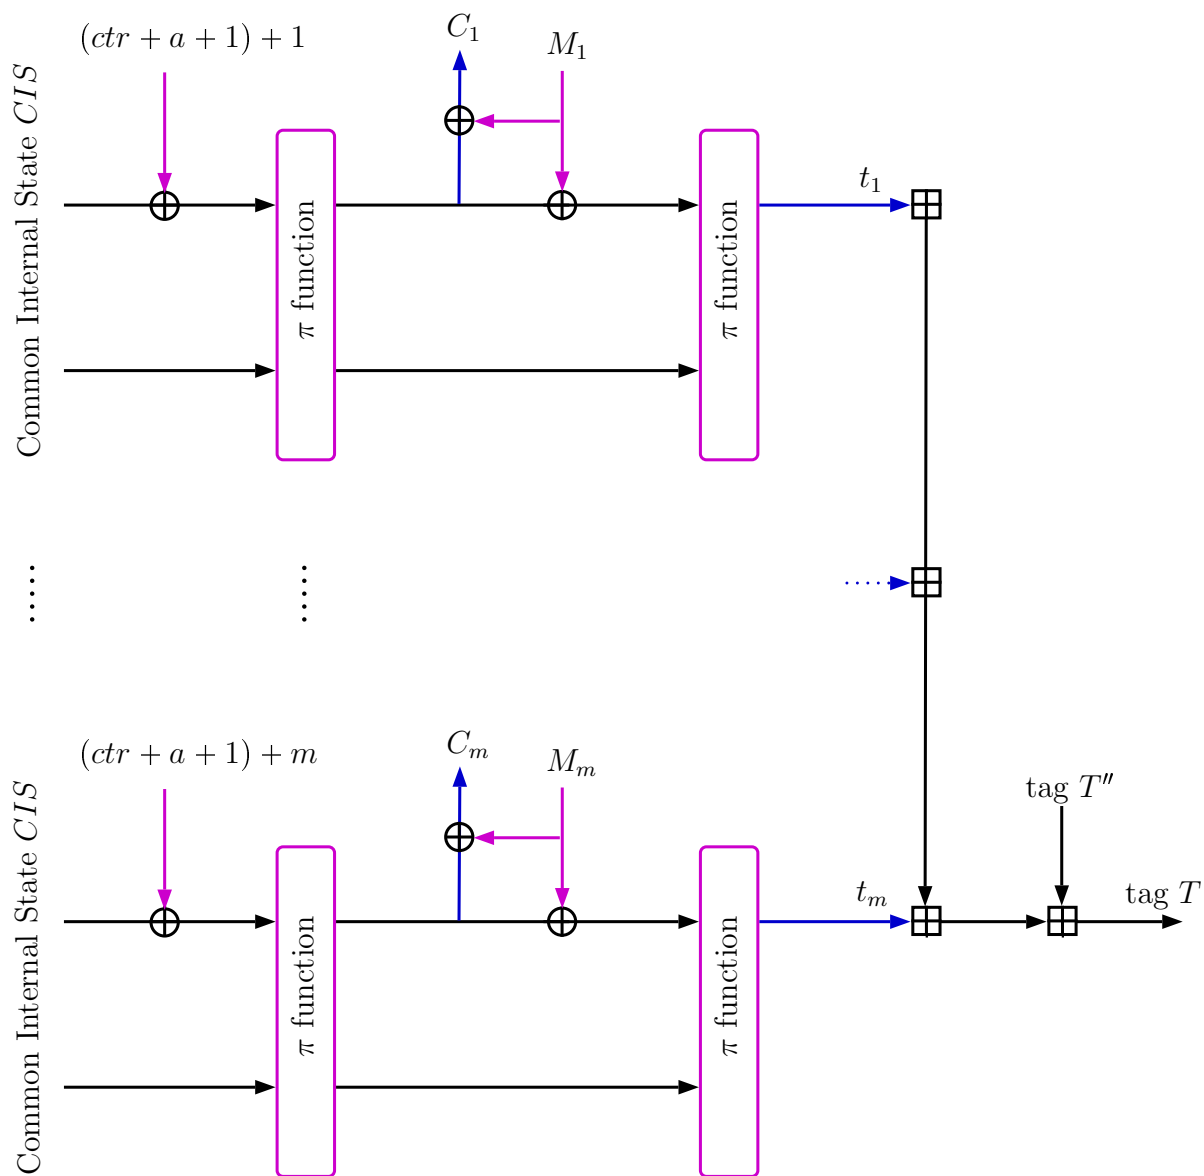 (ctr + a + 1) + 1
C₁
M₁
Common Internal State CIS
π function
π function
t₁
.....
.....
(ctr + a + 1) + m
Cₘ
Mₘ
Common Internal State CIS
π function
π function
tₘ
tag T″
tag T